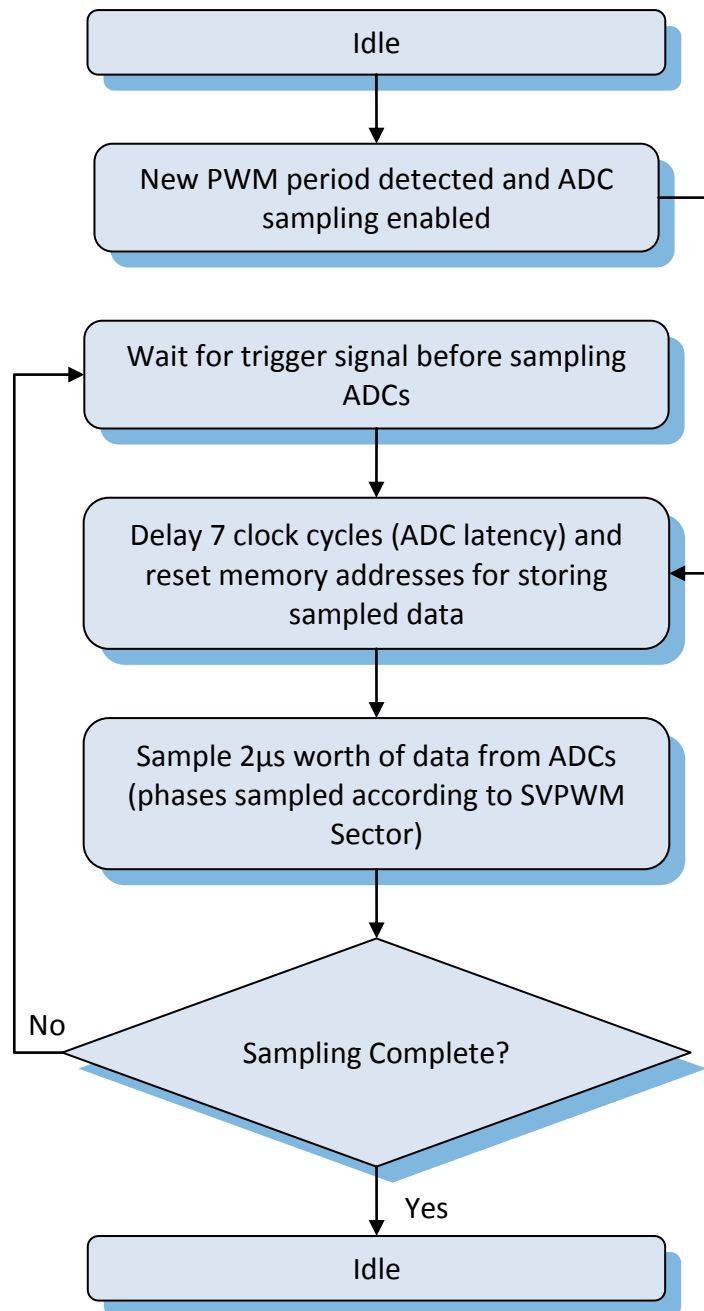 Idle
New PWM period detected and ADC
sampling enabled
Wait for trigger signal before sampling
ADCs
Delay 7 clock cycles (ADC latency) and
reset memory addresses for storing
sampled data
Sample 2μs worth of data from ADCs
(phases sampled according to SVPWM
Sector)
No
Sampling Complete?
Yes
Idle